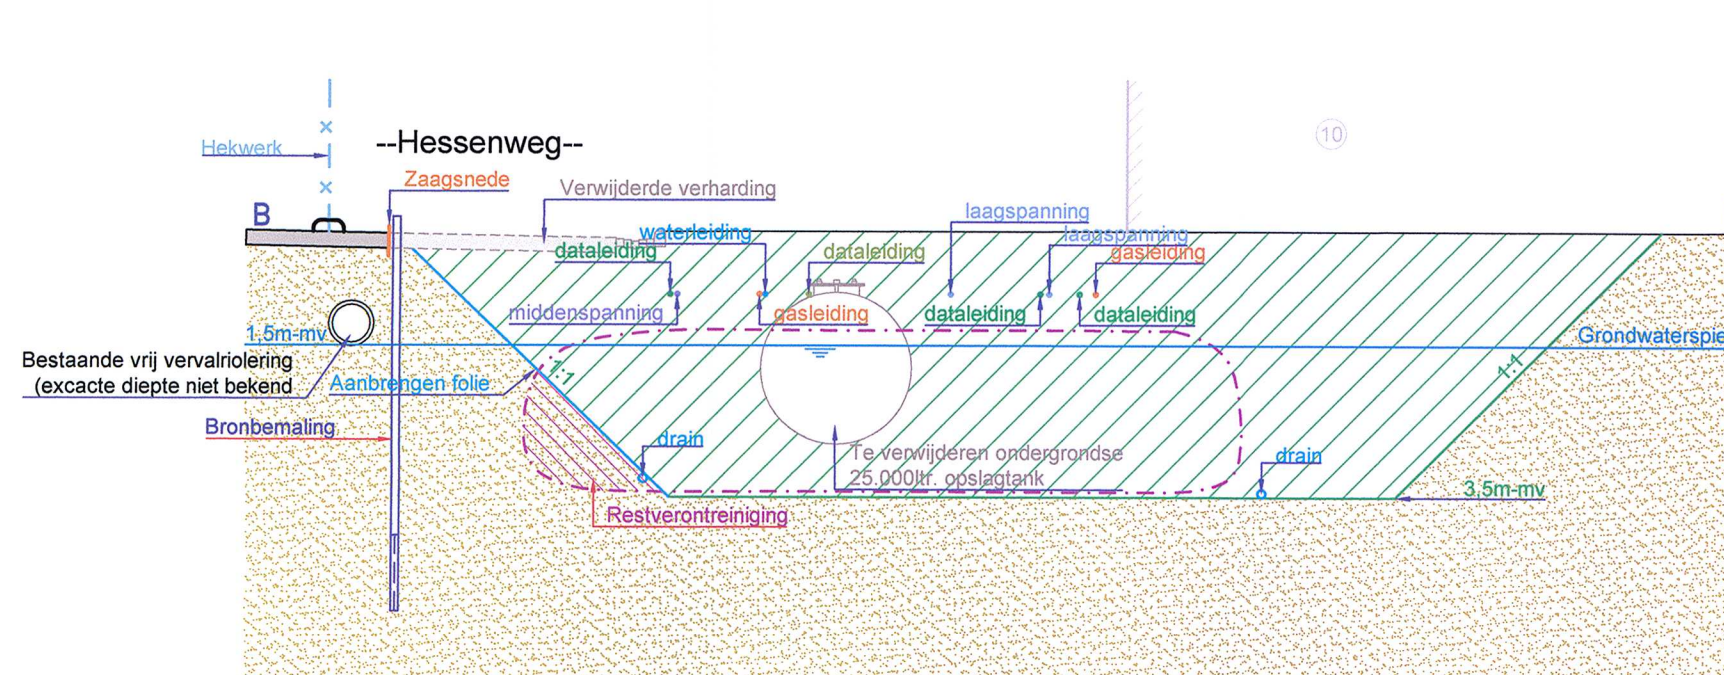 10
--Hessenweg--
Hekwerk
Zaagsnede
Verwijderde verharding
B
laagspanning
waterleiding
laagspanning
dataleiding
dataleiding
gasleiding
middenspanning
gasleiding
dataleiding
dataleiding
1,5m-mv
Grondwaterspie
Bestaande vrij vervalriolering
(excacte diepte niet bekend
Aanbrengen folie
1:1
1:1
Bronbemaling
drain
Te verwijderen ondergrondse
25.000ltr. opslagtank
drain
3,5m-mv
Restverontreiniging